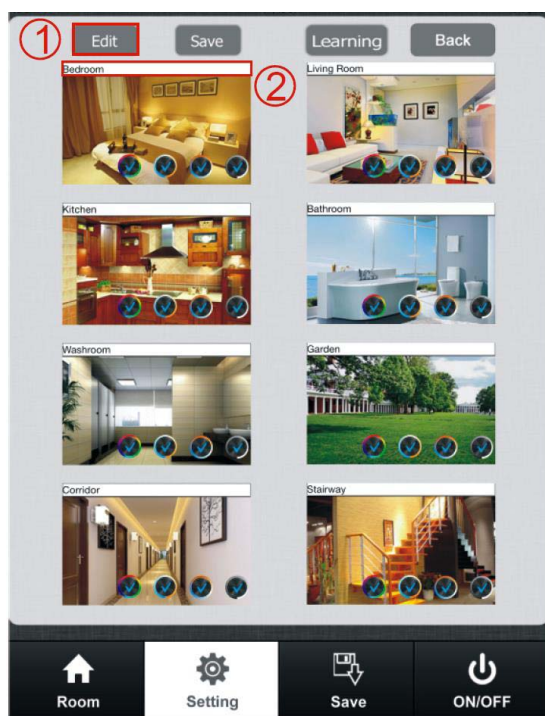 ① Edit Save Learning Back
Bedroom ② Living Room
Kitchen Bathroom
Washroom Garden
Corridor Stairway
Room Setting Save ON/OFF